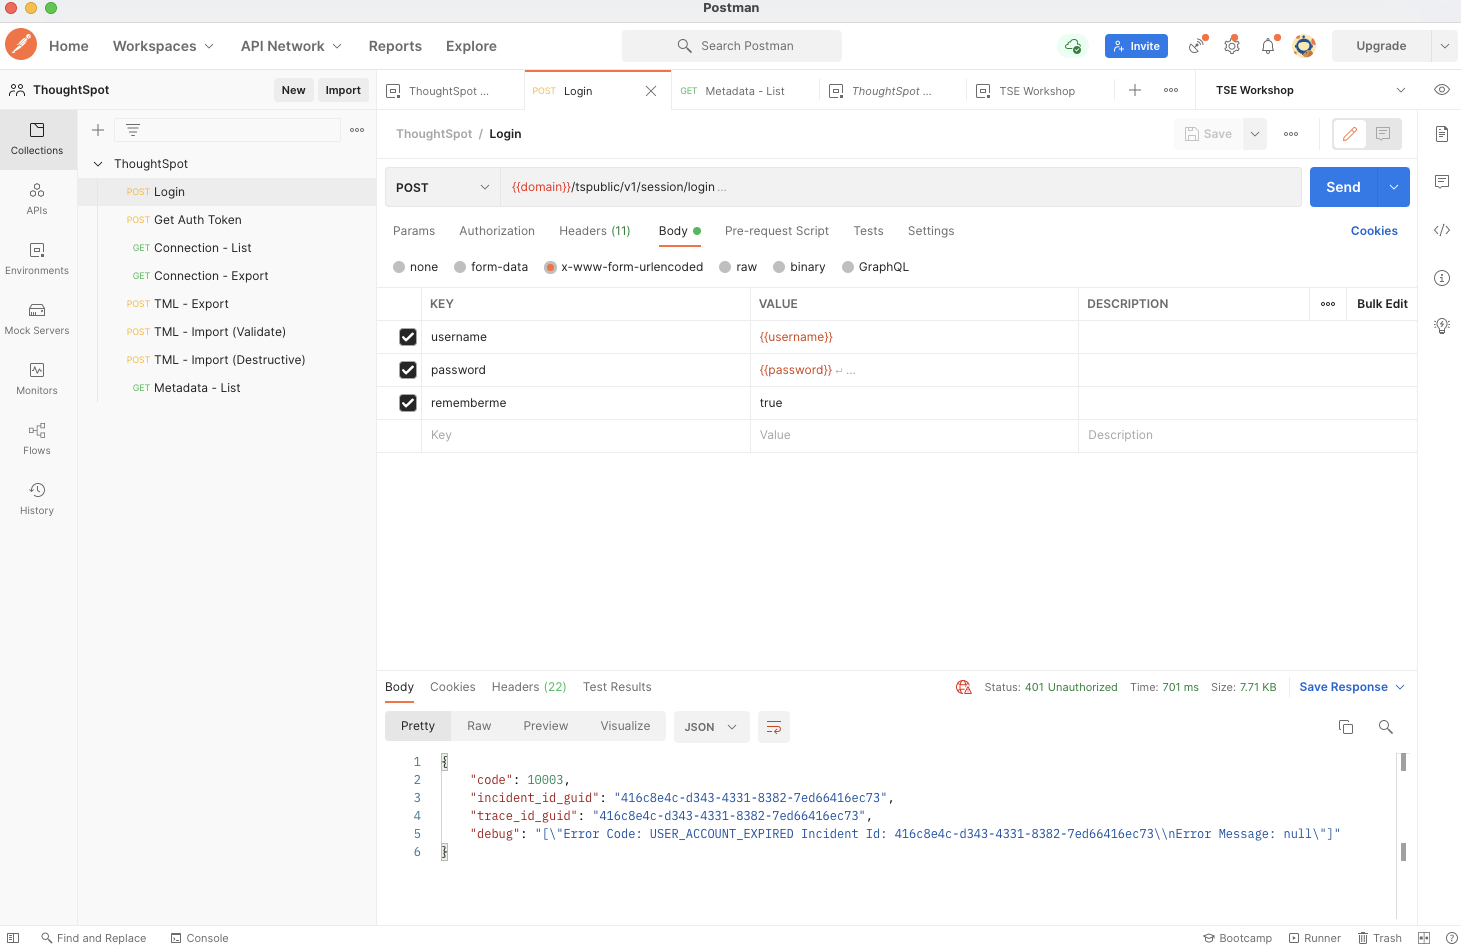 Postman
Home
Workspaces
API Network
Reports
Explore
Search Postman
Invite
Upgrade
ThoughtSpot
New
Import
ThoughtSpot ...
POST Login
GET Metadata - List
ThoughtSpot ...
TSE Workshop
TSE Workshop
Collections
APIs
Environments
Mock Servers
Monitors
Flows
History
ThoughtSpot
POST Login
POST Get Auth Token
GET Connection - List
GET Connection - Export
POST TML - Export
POST TML - Import (Validate)
POST TML - Import (Destructive)
GET Metadata - List
ThoughtSpot / Login
Save
POST
{{domain}}/tspublic/v1/session/login ...
Send
Params
Authorization
Headers (11)
Body
Pre-request Script
Tests
Settings
Cookies
none
form-data
x-www-form-urlencoded
raw
binary
GraphQL
KEY
VALUE
DESCRIPTION
Bulk Edit
username
{{username}}
password
{{password}} ↵ ...
rememberme
true
Key
Value
Description
Body
Cookies
Headers (22)
Test Results
Status: 401 Unauthorized
Time: 701 ms
Size: 7.71 KB
Save Response
Pretty
Raw
Preview
Visualize
JSON
1 {
2 "code": 10003,
3 "incident_id_guid": "416c8e4c-d343-4331-8382-7ed66416ec73",
4 "trace_id_guid": "416c8e4c-d343-4331-8382-7ed66416ec73",
5 "debug": "[\"Error Code: USER_ACCOUNT_EXPIRED Incident Id: 416c8e4c-d343-4331-8382-7ed66416ec73\\nError Message: null\"]"
6 }
Find and Replace
Console
Bootcamp
Runner
Trash